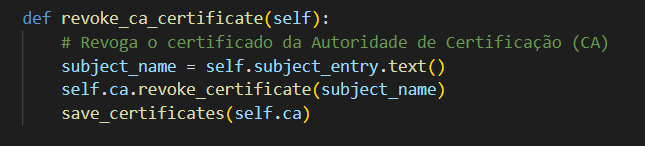 def revoke_ca_certificate(self):
    # Revoga o certificado da Autoridade de Certificação (CA)
    subject_name = self.subject_entry.text()
    self.ca.revoke_certificate(subject_name)
    save_certificates(self.ca)